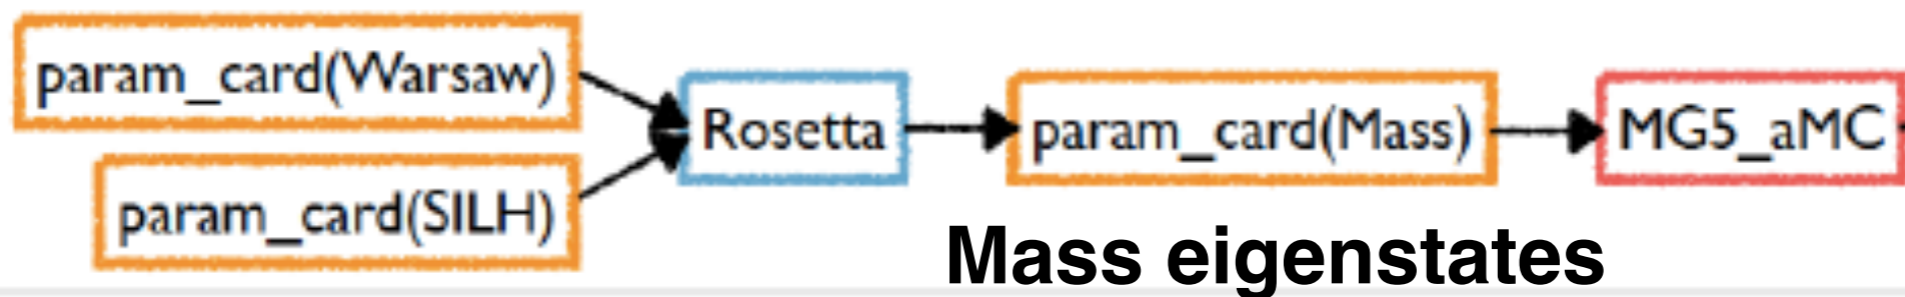 param_card(Warsaw)
param_card(SILH)
Rosetta
param_card(Mass)
MG5_aMC
Mass eigenstates